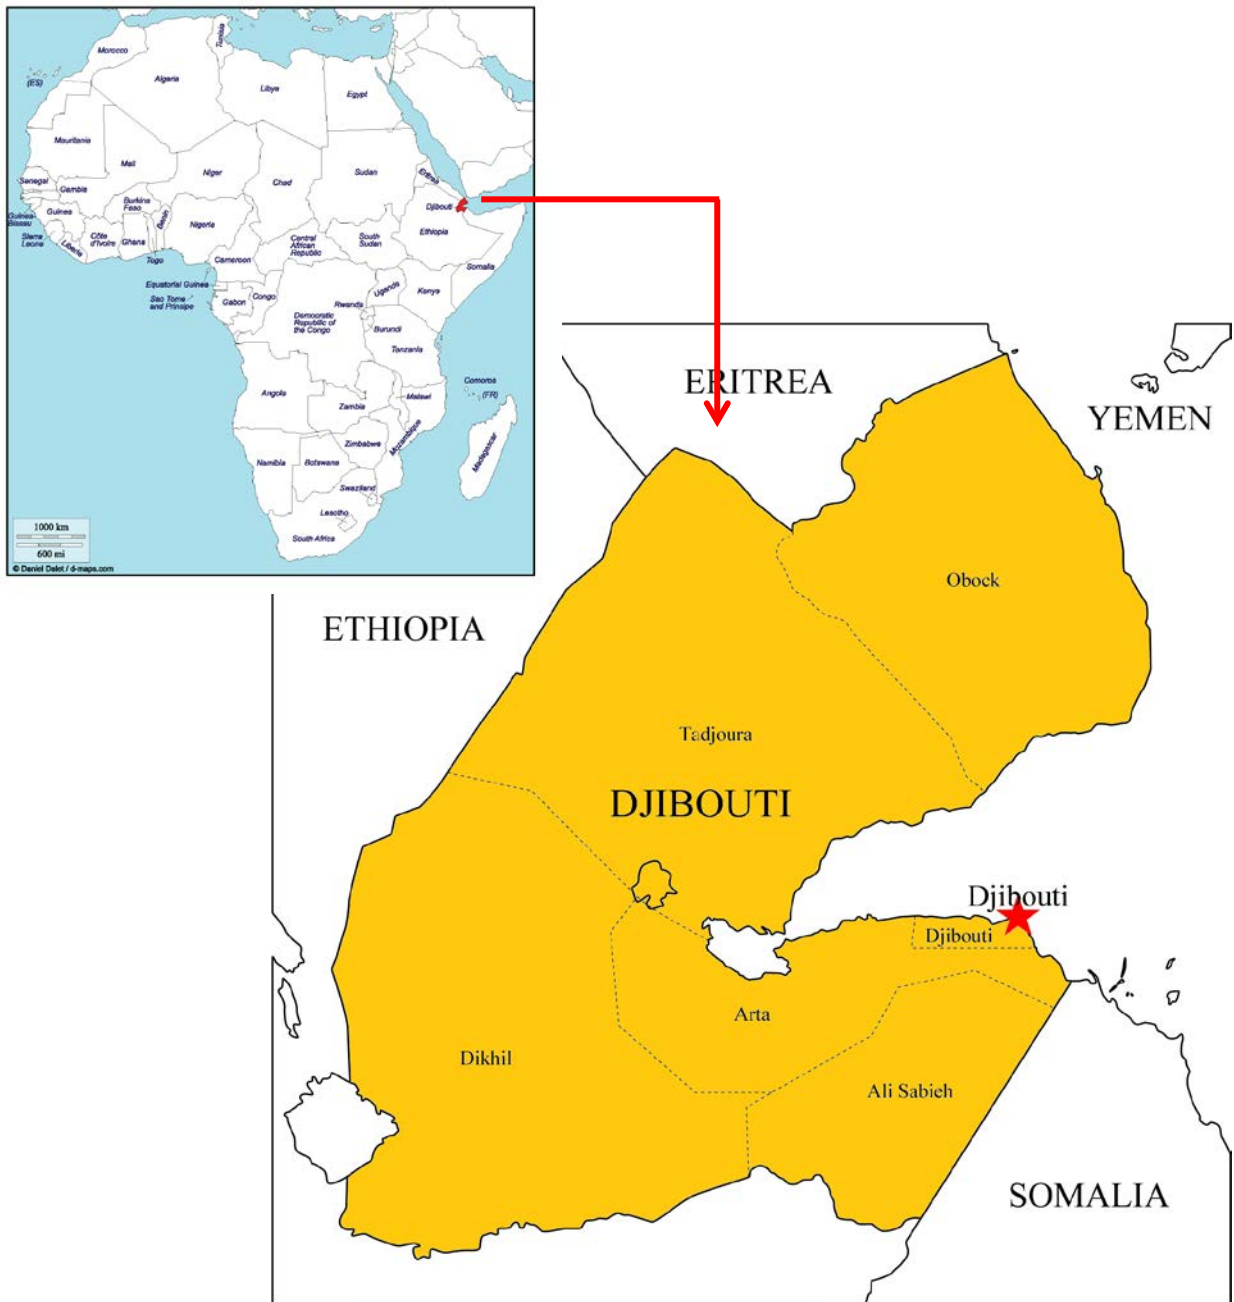 Morocco
Tunisia
(ES)
Algeria
Libya
Egypt
Mauritania
Mali
Niger
Chad
Sudan
Eritrea
Senegal
Gambia
Burkina
Faso
Benin
Djibouti
Guinea-
Bissau
Guinea
Nigeria
Ethiopia
Sierra
Leone
Liberia
Côte
d'Ivoire
Ghana
Togo
Cameroon
Central
African
Republic
South
Sudan
Somalia
Equatorial Guinea
Sao Tome
and Principe
Gabon
Congo
Rwanda
Uganda
Kenya
Democratic
Republic of
the Congo
Burundi
Tanzania
Comoros
(FR)
Angola
Zambia
Malawi
Mozambique
Zimbabwe
Madagascar
Namibia
Botswana
Swaziland
Lesotho
South Africa
1000 km
600 mi
© Daniel Dalet / d-maps.com
ERITREA
YEMEN
Obock
ETHIOPIA
Tadjoura
DJIBOUTI
Djibouti
Djibouti
Arta
Dikhil
Ali Sabieh
SOMALIA